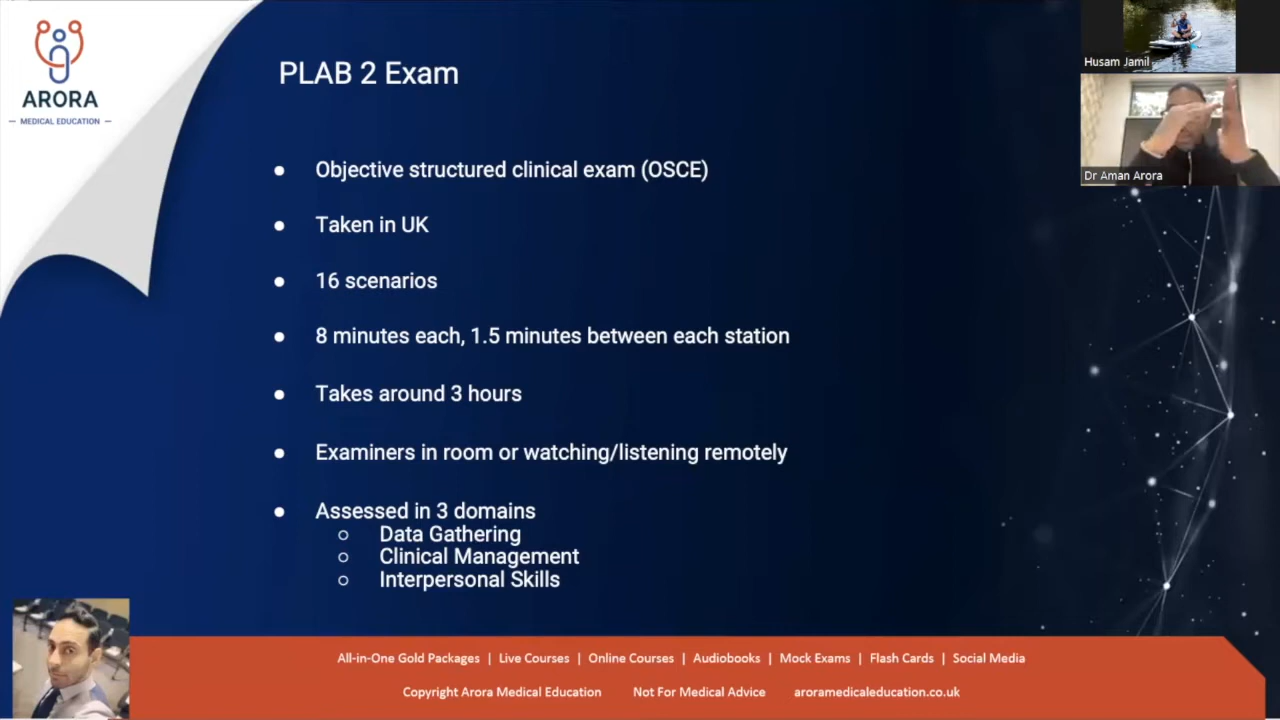 ARORA
— MEDICAL EDUCATION —
PLAB 2 Exam
Husam Jamil
Dr Aman Arora
● Objective structured clinical exam (OSCE)
● Taken in UK
● 16 scenarios
● 8 minutes each, 1.5 minutes between each station
● Takes around 3 hours
● Examiners in room or watching/listening remotely
● Assessed in 3 domains
○ Data Gathering
○ Clinical Management
○ Interpersonal Skills
All-in-One Gold Packages | Live Courses | Online Courses | Audiobooks | Mock Exams | Flash Cards | Social Media
Copyright Arora Medical Education Not For Medical Advice aroramedicaleducation.co.uk